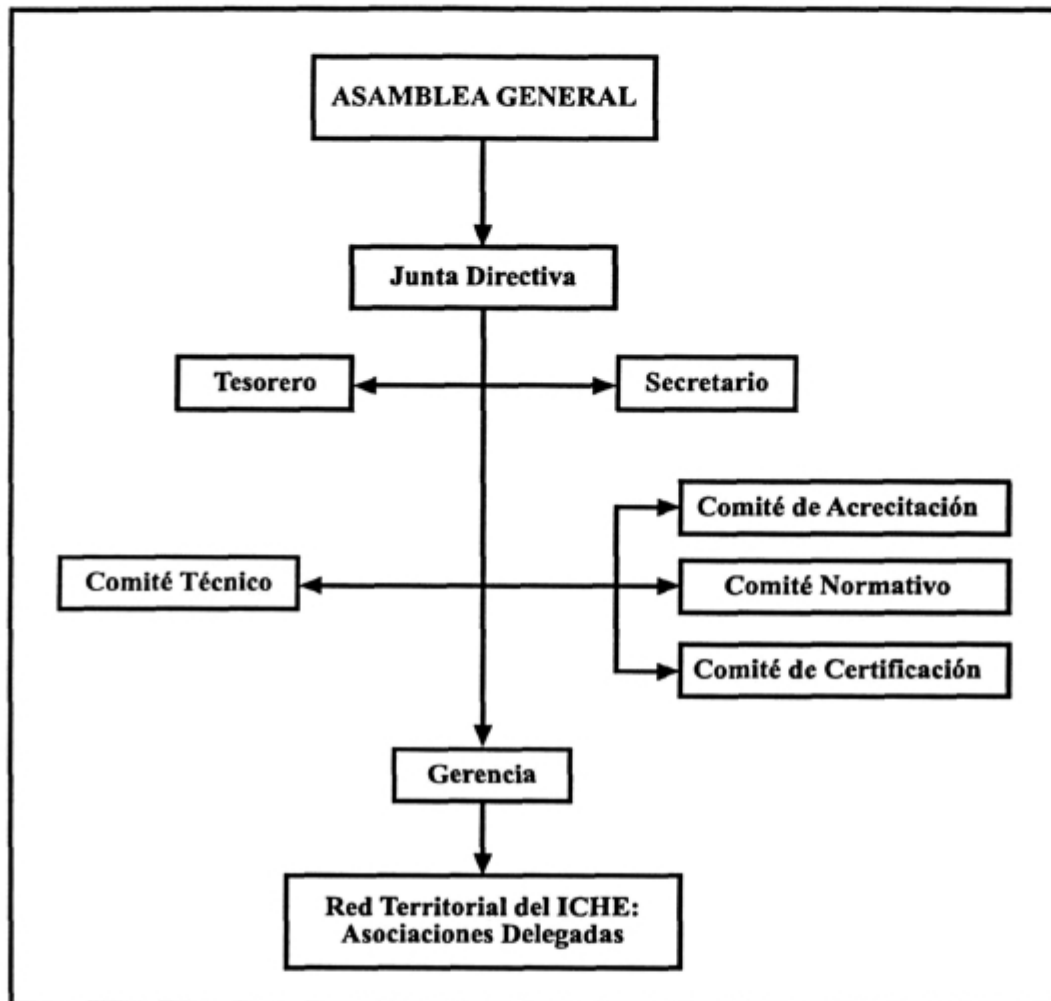 ASAMBLEA GENERAL
Junta Directiva
Tesorero
Secretario
Comité de Acrecitación
Comité Técnico
Comité Normativo
Comité de Certificación
Gerencia
Red Territorial del ICHE:
Asociaciones Delegadas